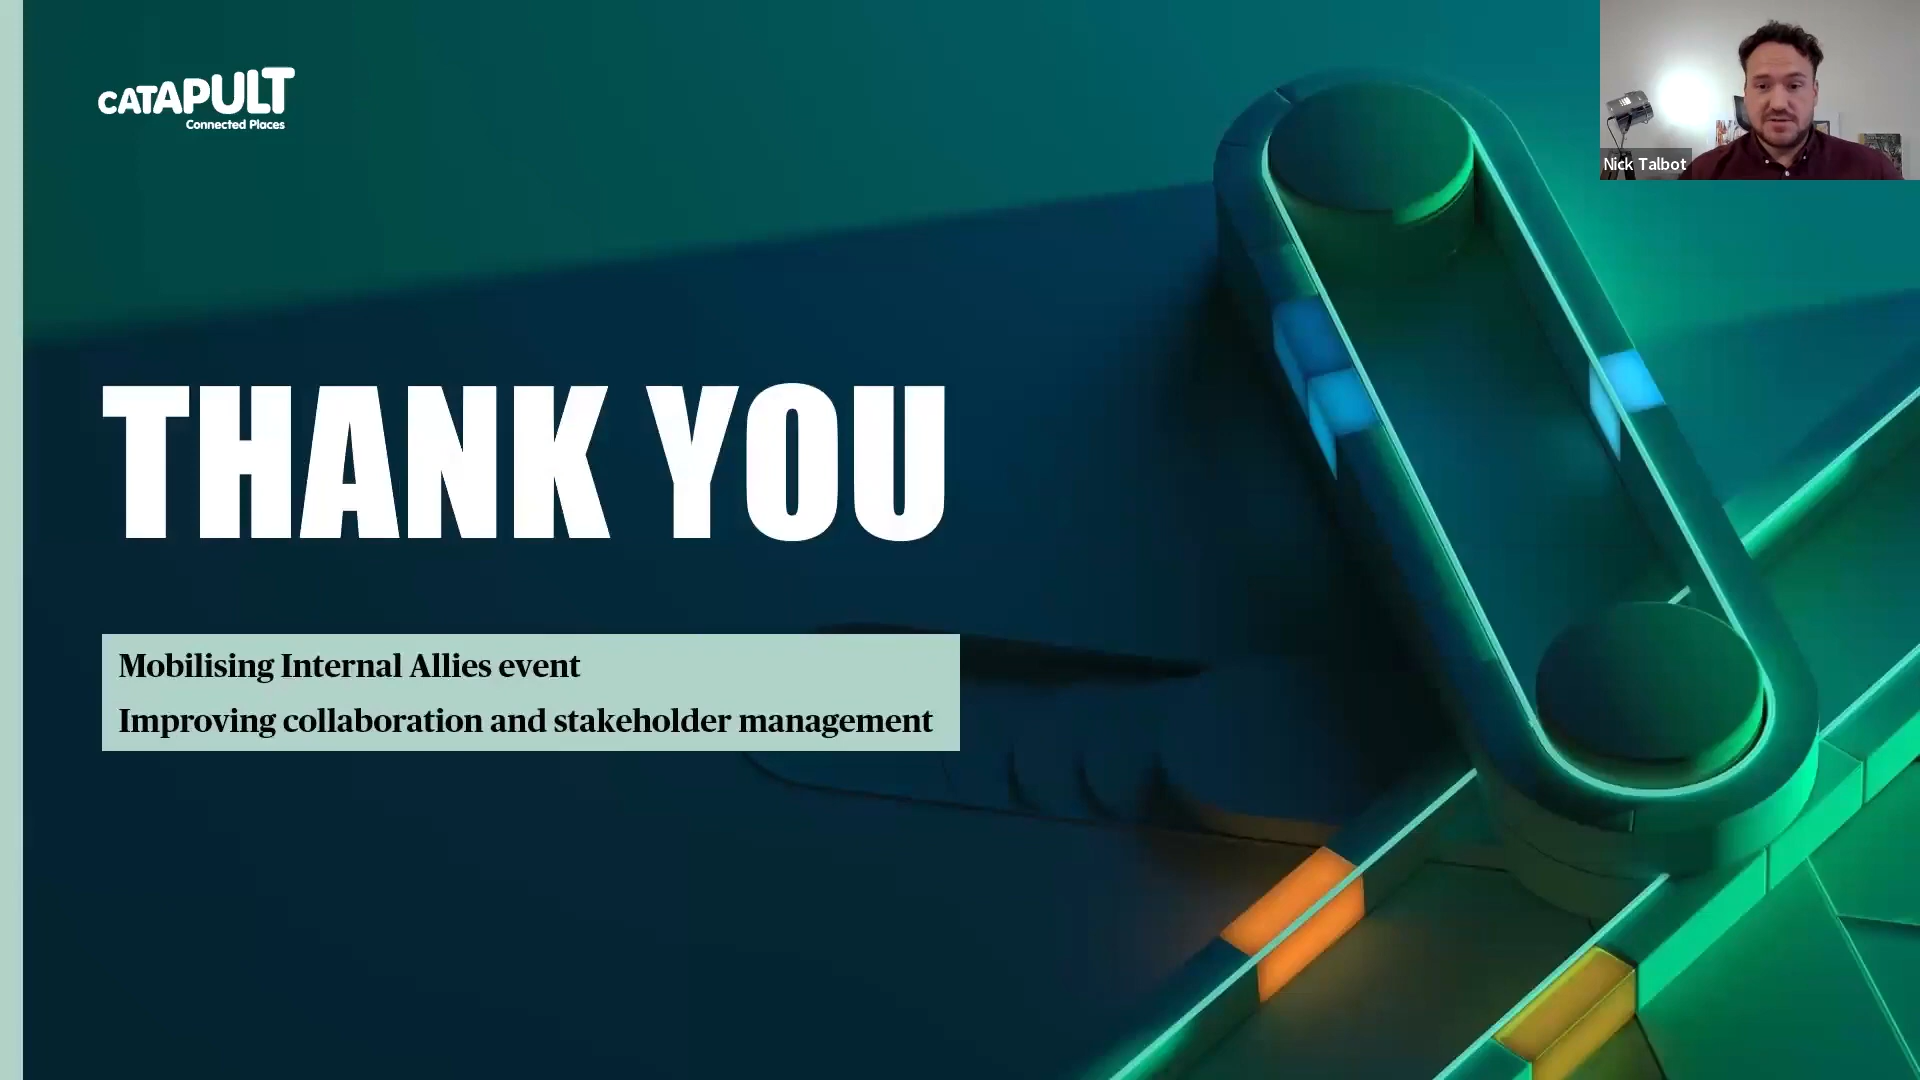 CATAPULT
Connected Places
Nick Talbot
THANK YOU
Mobilising Internal Allies event
Improving collaboration and stakeholder management